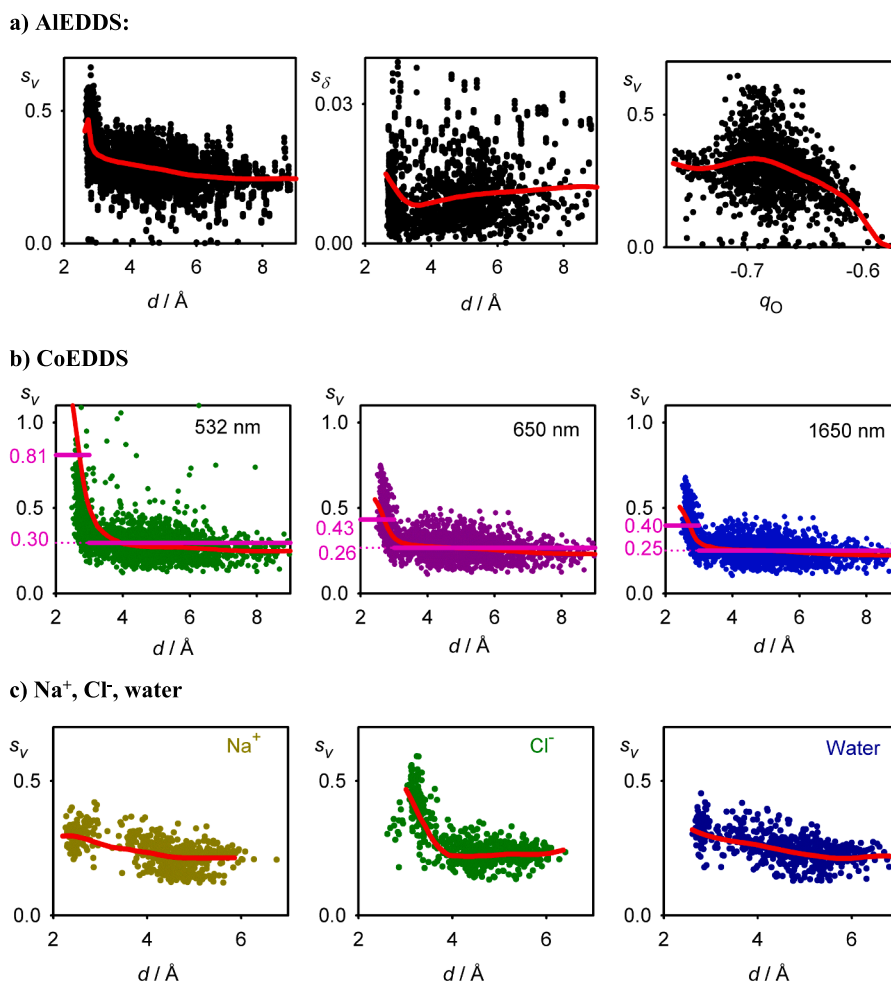 a) AlEDDS:
s_v
0.5
0.0
2 4 6 8
d / Å
s_δ
0.03
0.00
2 4 6 8
d / Å
s_v
0.5
0.0
-0.7 -0.6
q_O
b) CoEDDS
s_v
1.0
0.81
0.5
0.30
0.0
532 nm
2 4 6 8
d / Å
s_v
1.0
0.5
0.43
0.26
0.0
650 nm
2 4 6 8
d / Å
s_v
1.0
0.5
0.40
0.25
0.0
1650 nm
2 4 6 8
d / Å
c) Na⁺, Cl⁻, water
s_v
0.5
0.0
Na⁺
2 4 6
d / Å
s_v
0.5
0.0
Cl⁻
2 4 6
d / Å
s_v
0.5
0.0
Water
2 4 6
d / Å